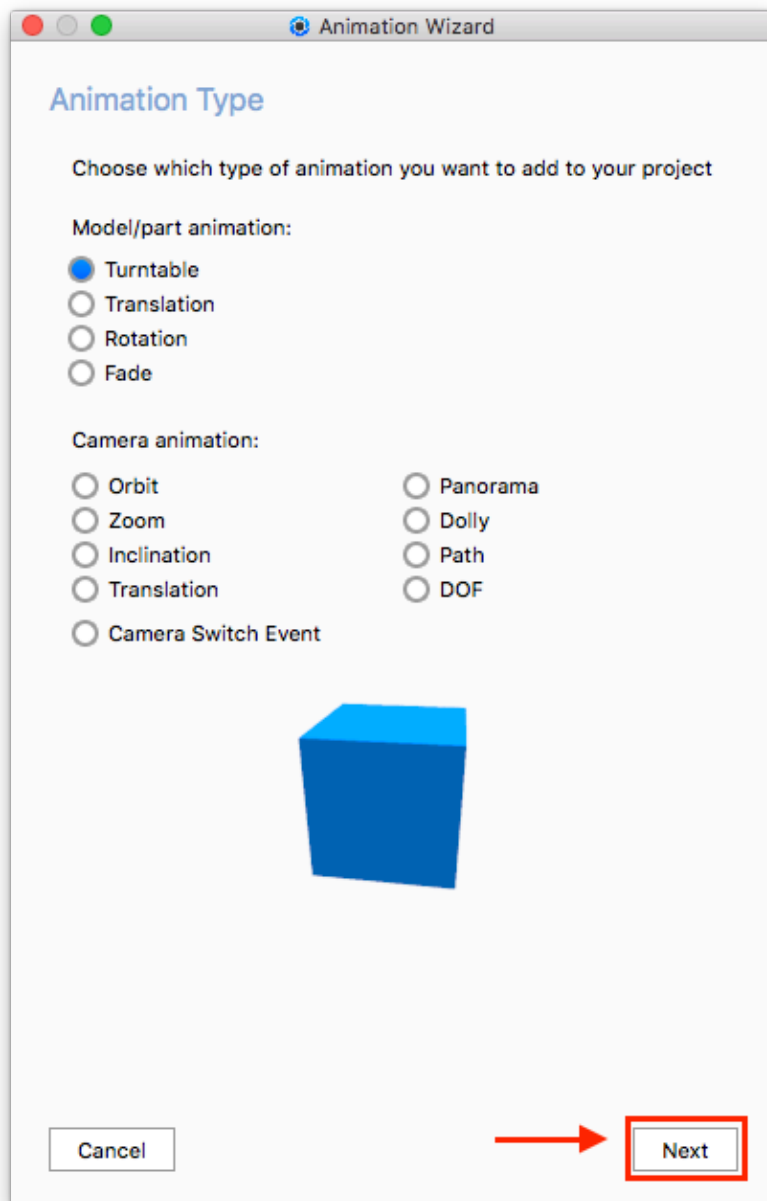 Animation Wizard
Animation Type
Choose which type of animation you want to add to your project
Model/part animation:
Turntable
Translation
Rotation
Fade
Camera animation:
Orbit
Panorama
Zoom
Dolly
Inclination
Path
Translation
DOF
Camera Switch Event
Cancel
Next